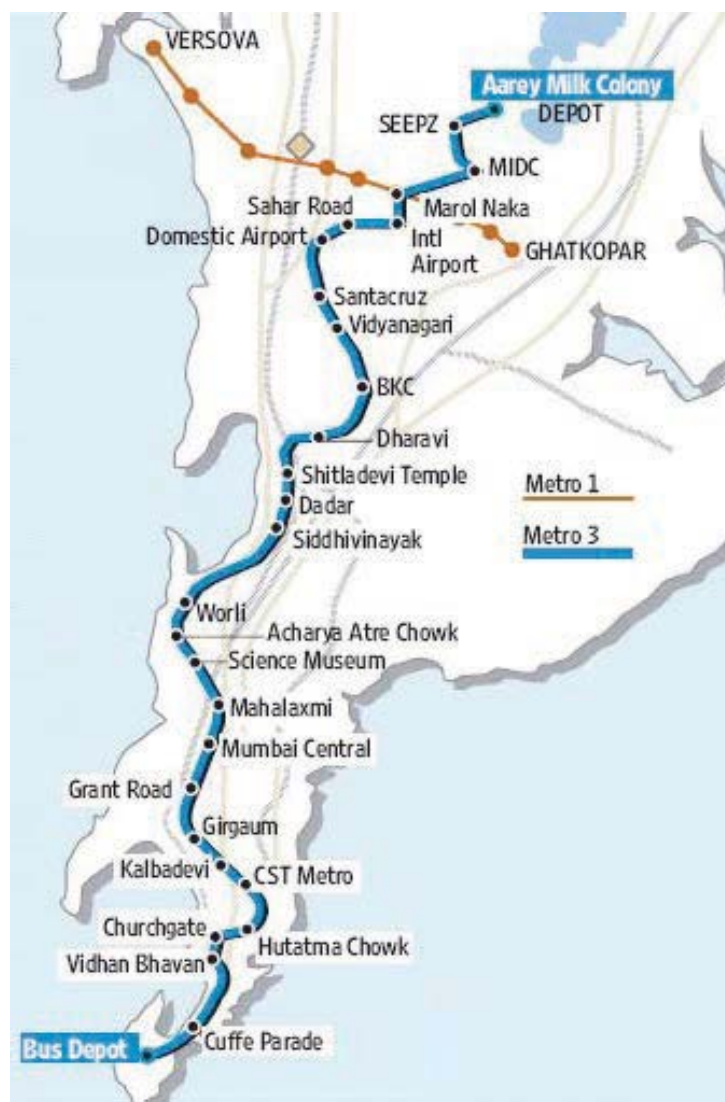 VERSOVA
Aarey Milk Colony
DEPOT
SEEPZ
MIDC
Marol Naka
Sahar Road
Domestic Airport
Intl
Airport
GHATKOPAR
Santacruz
Vidyanagari
BKC
Dharavi
Shitladevi Temple
Metro 1
Dadar
Metro 3
Siddhivinayak
Worli
Acharya Atre Chowk
Science Museum
Mahalaxmi
Mumbai Central
Grant Road
Girgaum
Kalbadevi
CST Metro
Churchgate
Hutatma Chowk
Vidhan Bhavan
Cuffe Parade
Bus Depot